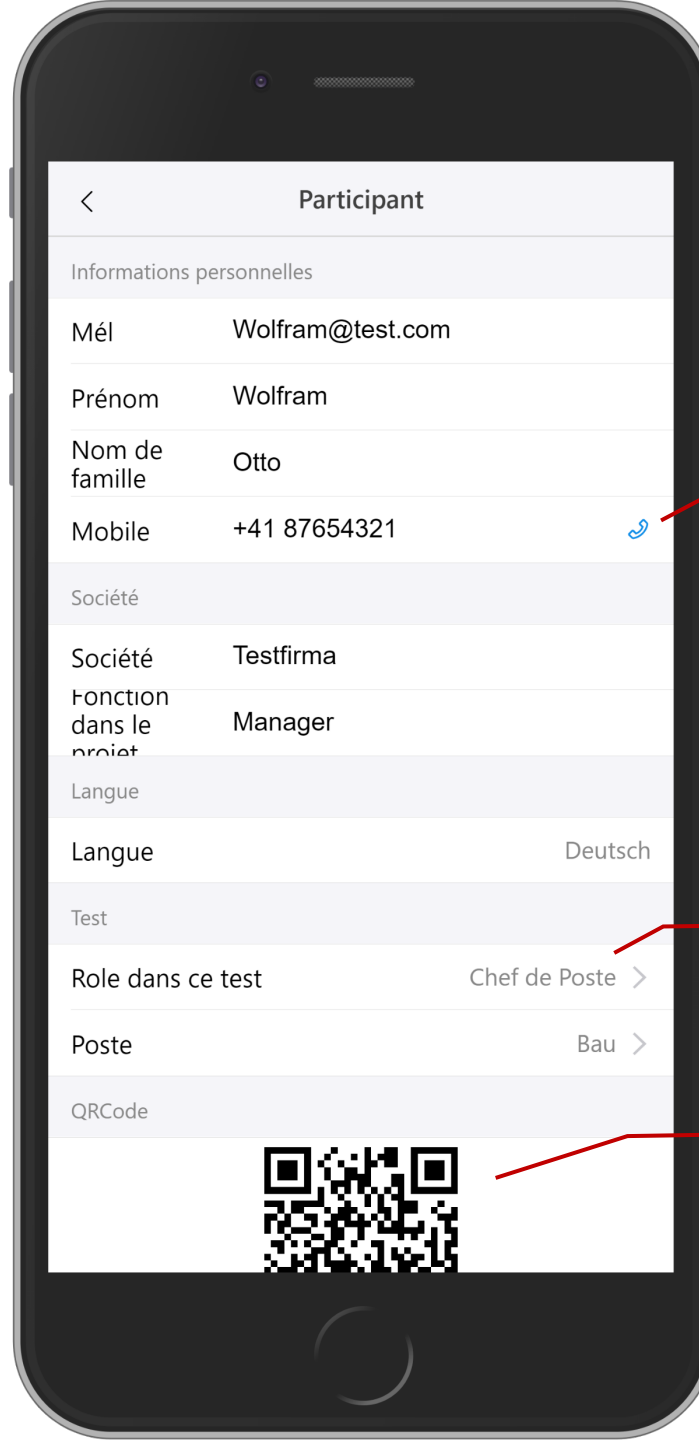 Participant
Informations personnelles
Mél Wolfram@test.com
Prénom Wolfram
Nom de
famille Otto
Mobile +41 87654321
Société
Société Testfirma
Fonction
dans le
projet Manager
Langue
Langue Deutsch
Test
Role dans ce test Chef de Poste
Poste Bau
QRCode